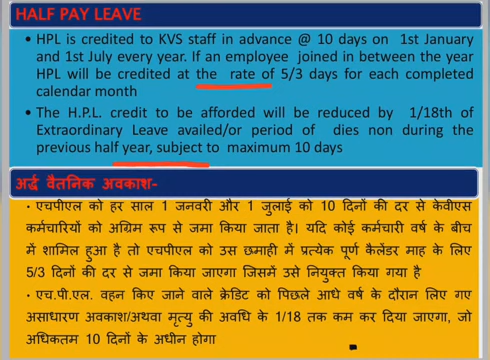 HALF PAY LEAVE
• HPL is credited to KVS staff in advance @ 10 days on 1st January
and 1st July every year. If an employee joined in between the year
HPL will be credited at the rate of 5/3 days for each completed
calendar month
• The H.P.L. credit to be afforded will be reduced by 1/18th of
Extraordinary Leave availed/or period of dies non during the
previous half year, subject to maximum 10 days
अर्द्ध वैतनिक अवकाश-
• एचपीएल को हर साल 1 जनवरी और 1 जुलाई को 10 दिनों की दर से केवीएस
कर्मचारियों को अग्रिम रूप से जमा किया जाता है। यदि कोई कर्मचारी वर्ष के बीच
में शामिल हुआ है तो एचपीएल को उस छमाही में प्रत्येक पूर्ण कैलेंडर माह के लिए
5/3 दिनों की दर से जमा किया जाएगा जिसमें उसे नियुक्त किया गया है
• एच.पी.एल. वहन किए जाने वाले क्रेडिट को पिछले आधे वर्ष के दौरान लिए गए
असाधारण अवकाश/अथवा मृत्यु की अवधि के 1/18 तक कम कर दिया जाएगा, जो
अधिकतम 10 दिनों के अधीन होगा